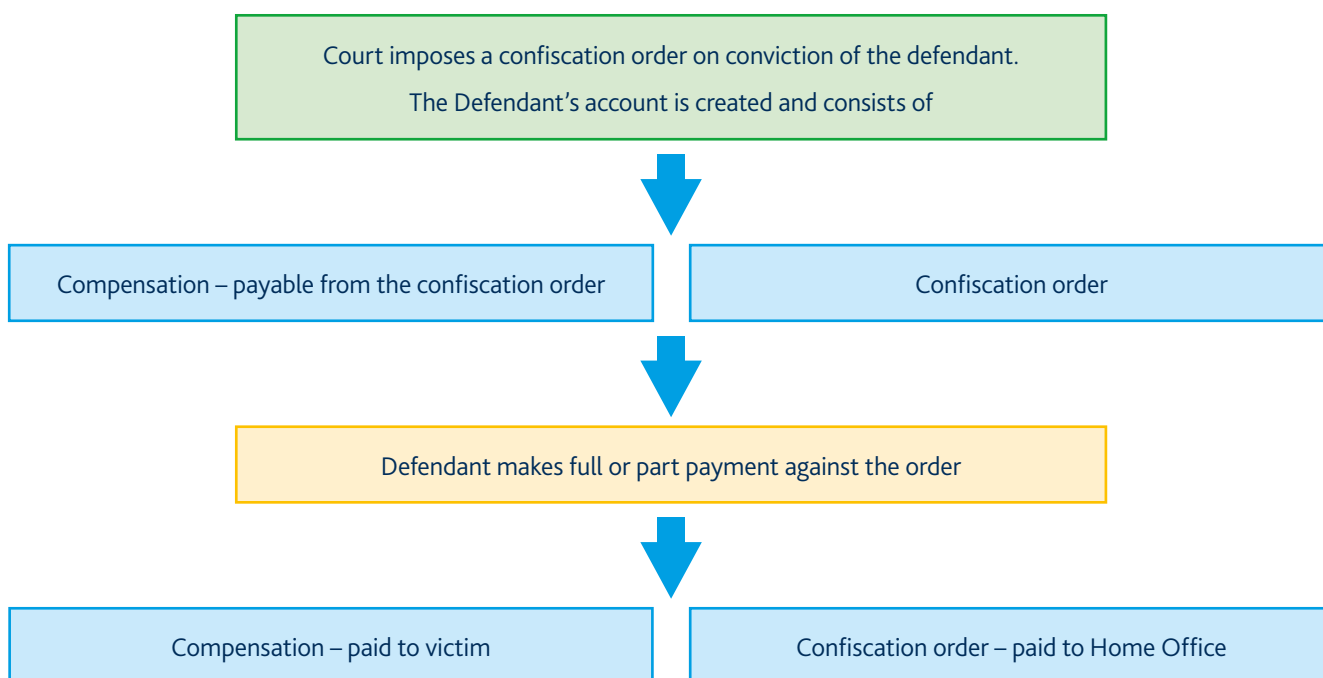 Court imposes a confiscation order on conviction of the defendant.
The Defendant’s account is created and consists of
Compensation – payable from the confiscation order
Confiscation order
Defendant makes full or part payment against the order
Compensation – paid to victim
Confiscation order – paid to Home Office